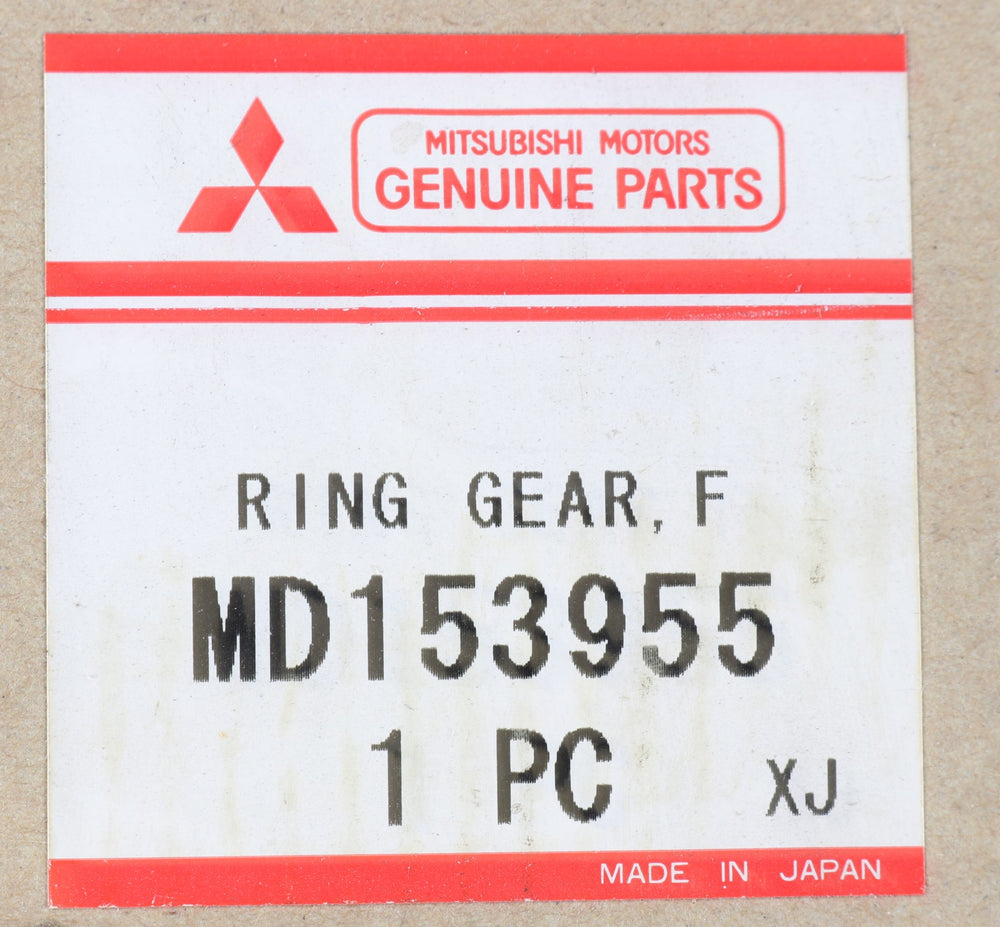 MITSUBISHI MOTORS
GENUINE PARTS
RING GEAR, F
MD153955
1 PC XJ
MADE IN JAPAN